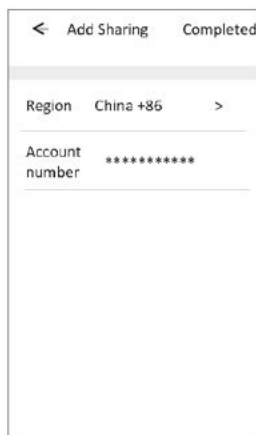 ← Add Sharing Completed
Region China +86 >
Account
number ***********